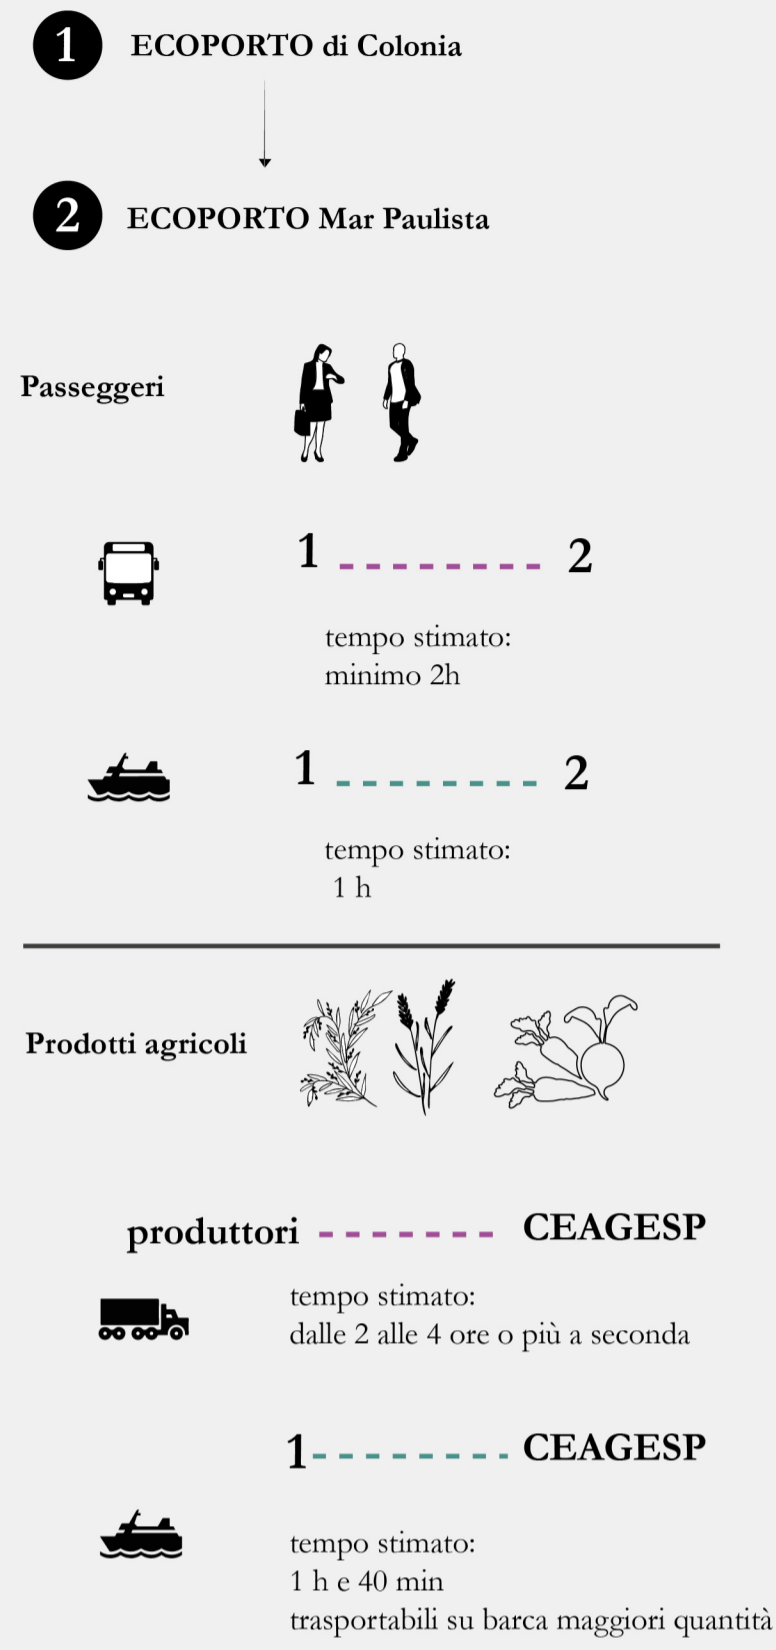 1 ECOPORTO di Colonia
2 ECOPORTO Mar Paulista
Passeggeri
1 2
tempo stimato:
minimo 2h
1 2
tempo stimato:
1 h
Prodotti agricoli
produttori CEAGESP
tempo stimato:
dalle 2 alle 4 ore o più a seconda
1 CEAGESP
tempo stimato:
1 h e 40 min
trasportabili su barca maggiori quantità